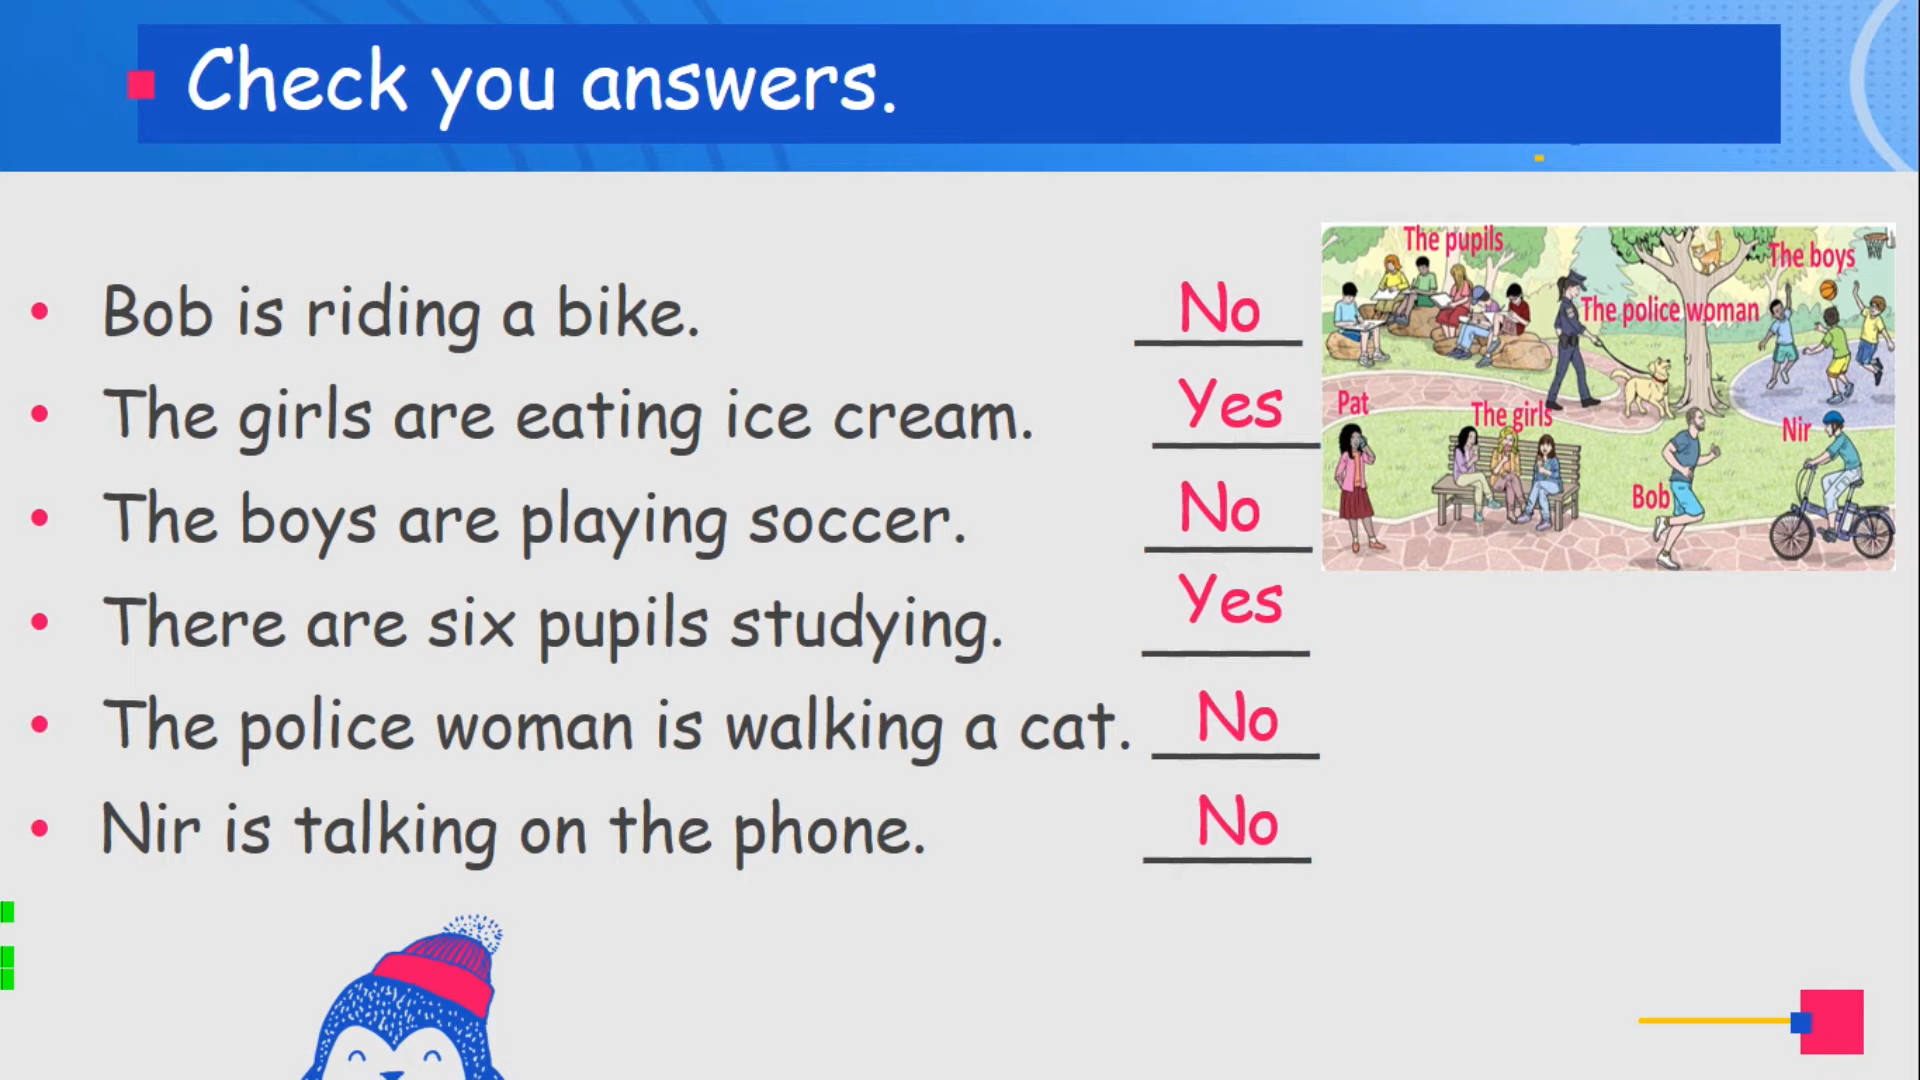 Check you answers.
Bob is riding a bike. No
The girls are eating ice cream. Yes
The boys are playing soccer. No
There are six pupils studying. Yes
The police woman is walking a cat. No
Nir is talking on the phone. No
The pupils
The boys
The police woman
Pat
The girls
Nir
Bob